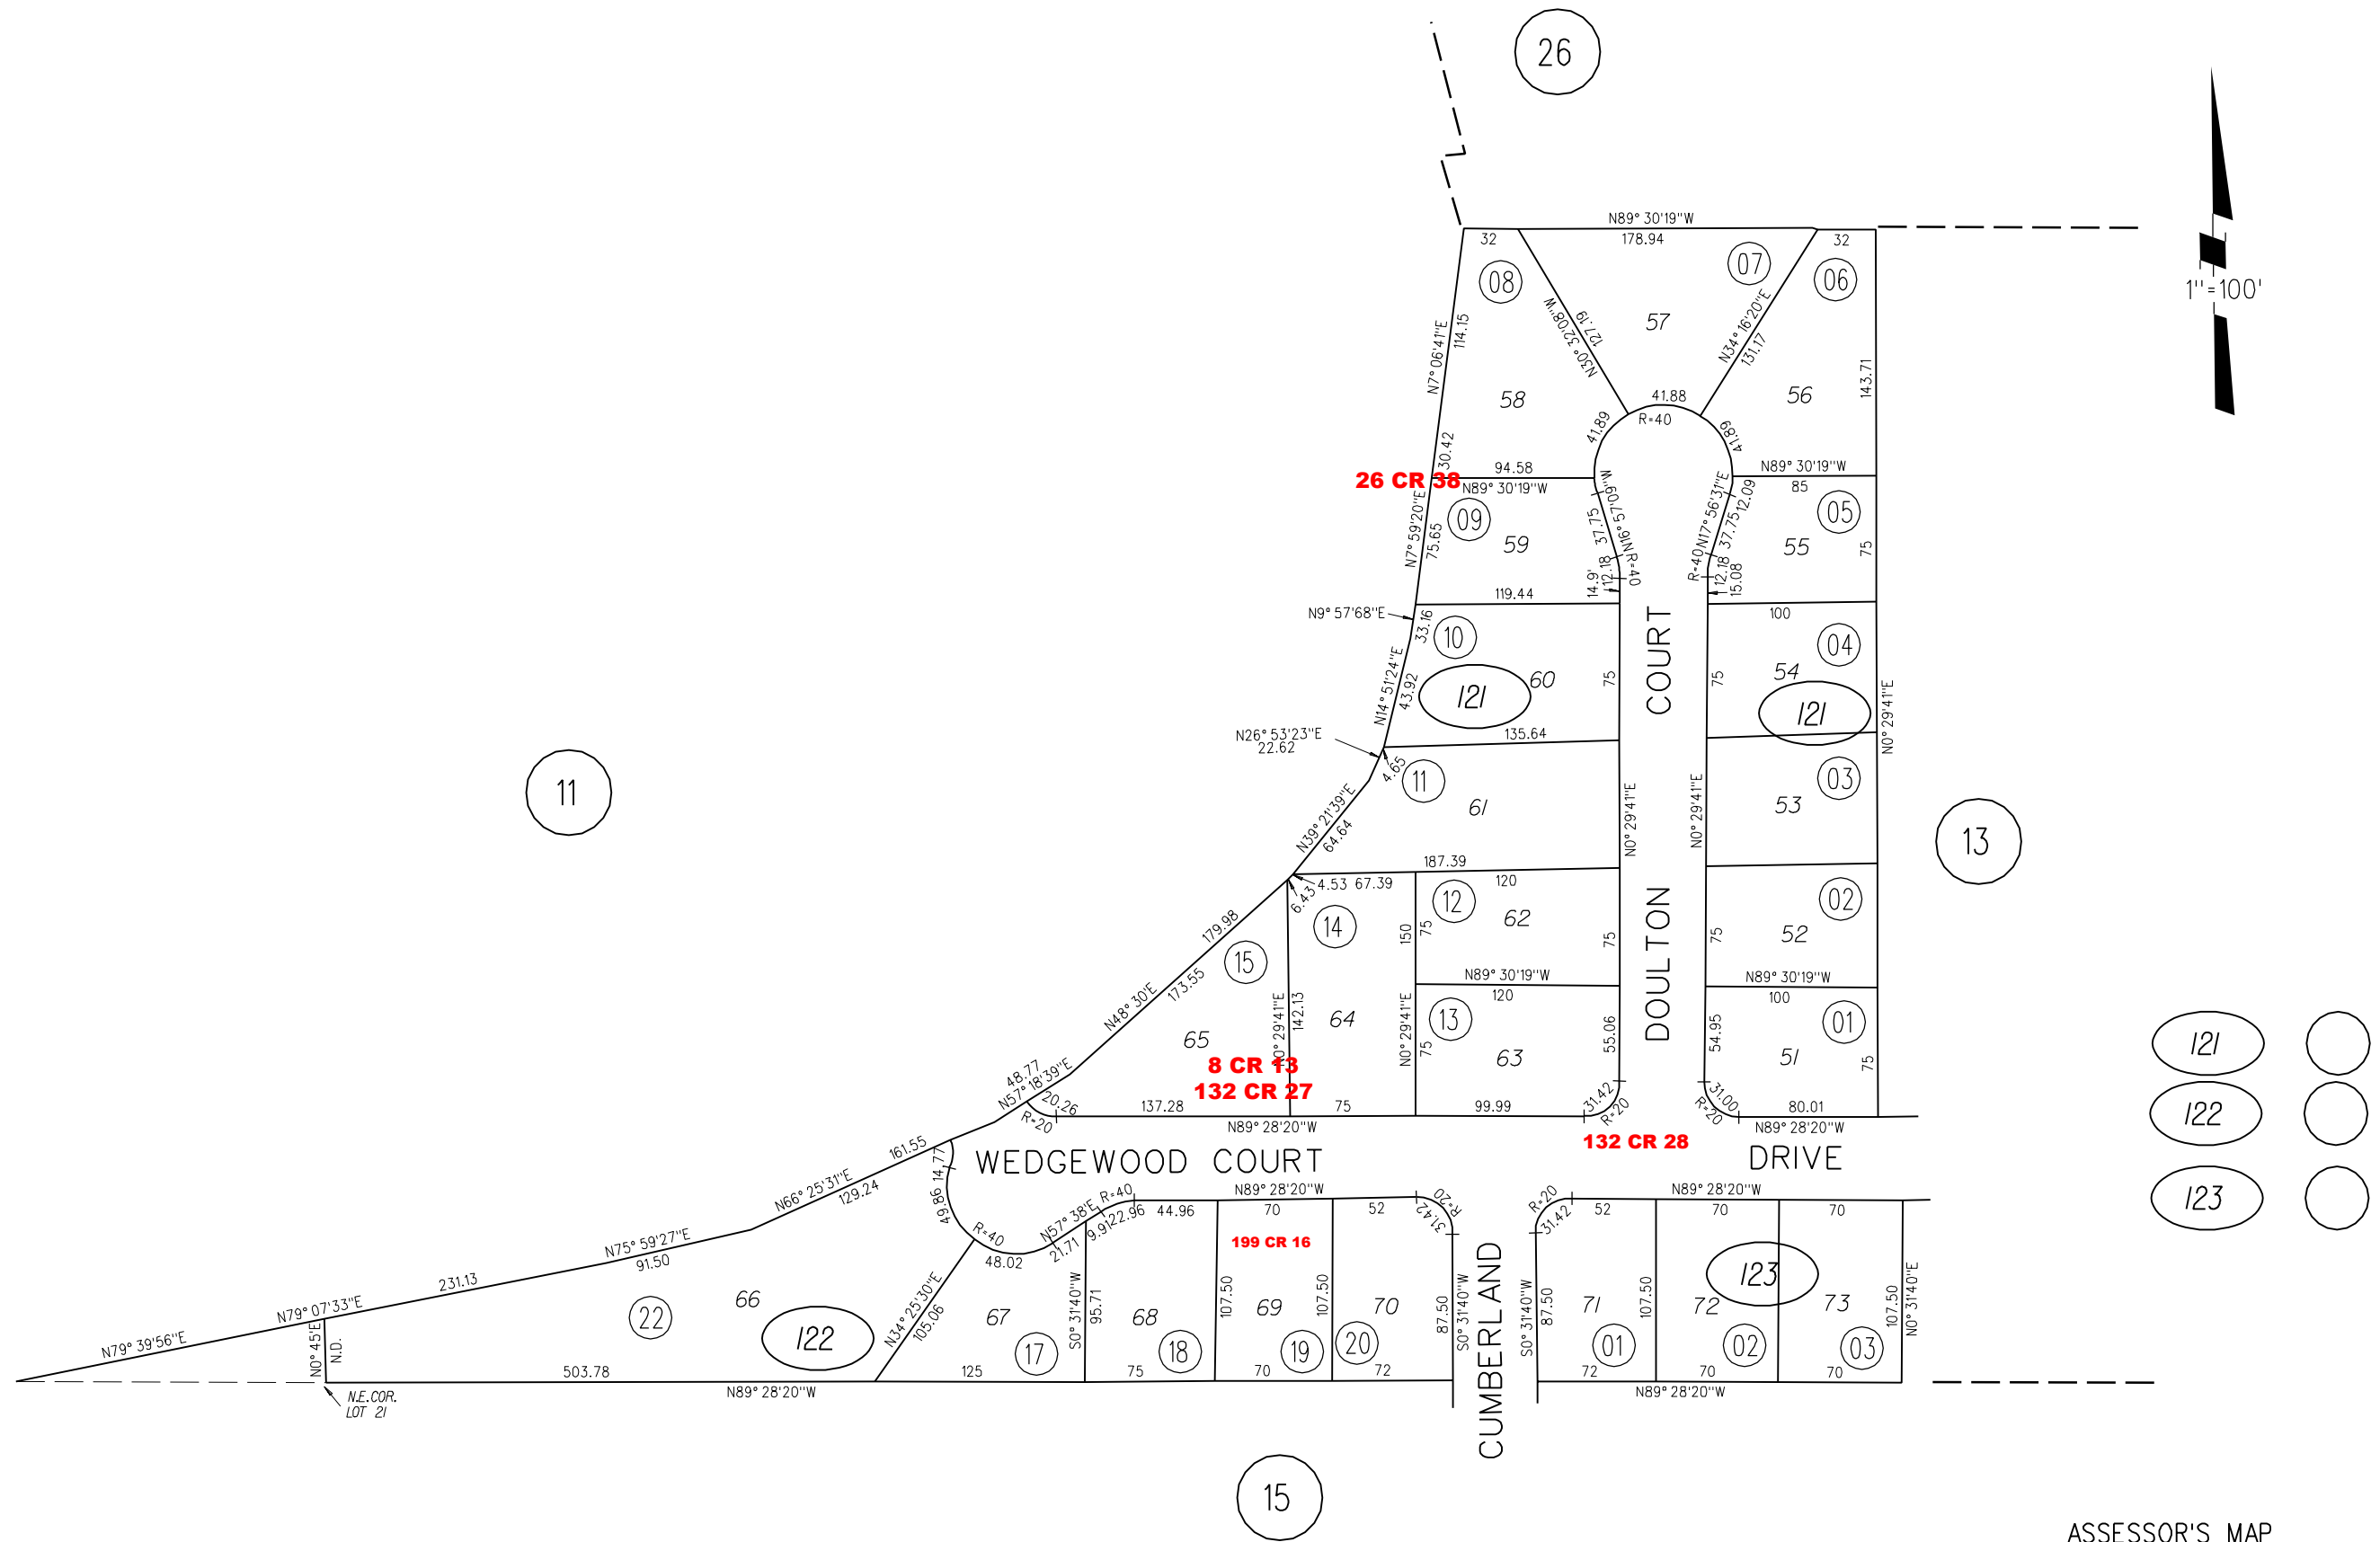 26
N89° 30'19"W
32
178.94
32
08
07
06
1"=100'
N7° 06'41"E
114.15
N30° 32'08"W
127.19
57
N34° 16'20"E
131.17
143.71
58
41.88
R=40
56
41.89
41.89
30.42
26 CR 38
94.58
N89° 30'19"W
N89° 30'19"W
85
N7° 59'20"E
75.65
09
59
37.75
N16° 57'09"W
12.18
R=40
N17° 56'31"E
12.09
37.75
R=40
12.18
15.08
05
55
75
119.44
14.9'
100
N9° 57'68"E
33.16
10
60
75
COURT
75
04
54
N14° 51'24"E
43.92
121
121
N0° 29'41"E
N26° 53'23"E
22.62
135.64
4.65
11
11
61
N0° 29'41"E
N0° 29'41"E
03
53
13
N39° 21'39"E
64.64
187.39
4.53
67.39
120
6.43
179.98
173.55
15
14
150
75
12
62
75
DOULTON
75
02
52
N48° 30'E
N89° 30'19"W
120
N89° 30'19"W
100
N0° 29'41"E
142.13
64
N0° 29'41"E
75
13
63
55.06
54.95
01
51
75
121
65
8 CR 13
132 CR 27
48.77
N57° 18'39"E
20.26
R=20
137.28
75
99.99
31.42
R=20
31.00
R=20
80.01
122
N89° 28'20"W
N89° 28'20"W
132 CR 28
WEDGEWOOD COURT
DRIVE
161.55
14.77
N66° 25'31"E
129.24
49.86
R=40
48.02
N57° 38'E
21.71
9.91
22.96
R=40
44.96
N89° 28'20"W
70
52
R=20
31.42
R=20
31.42
52
N89° 28'20"W
70
70
123
199 CR 16
N75° 59'27"E
91.50
231.13
N79° 07'33"E
N79° 39'56"E
N0° 45'E
N.D.
22
66
122
N34° 25'30"E
105.06
67
17
S0° 31'40"W
95.71
68
18
107.50
69
19
107.50
70
20
87.50
S0° 31'40"W
CUMBERLAND
S0° 31'40"W
87.50
71
01
107.50
72
02
123
73
03
107.50
N0° 31'40"E
503.78
125
75
70
72
72
70
70
N89° 28'20"W
N89° 28'20"W
N.E.COR.
LOT 21
15
ASSESSOR'S MAP